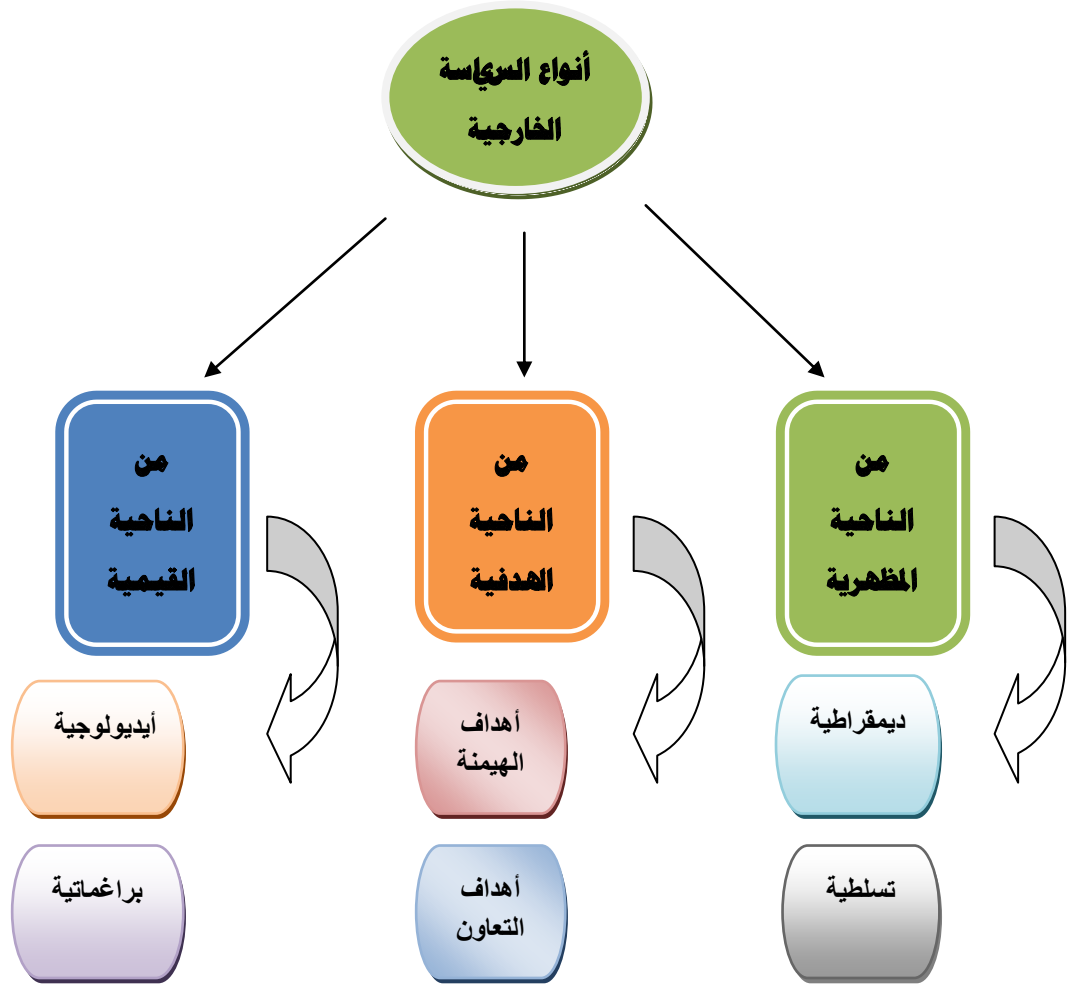 أنواع السياسة
الخارجية
من
الناحية
المظهرية
ديمقراطية
تسلطية
من
الناحية
الهدفية
أهداف
الهيمنة
أهداف
التعاون
من
الناحية
القيمية
أيديولوجية
براغماتية